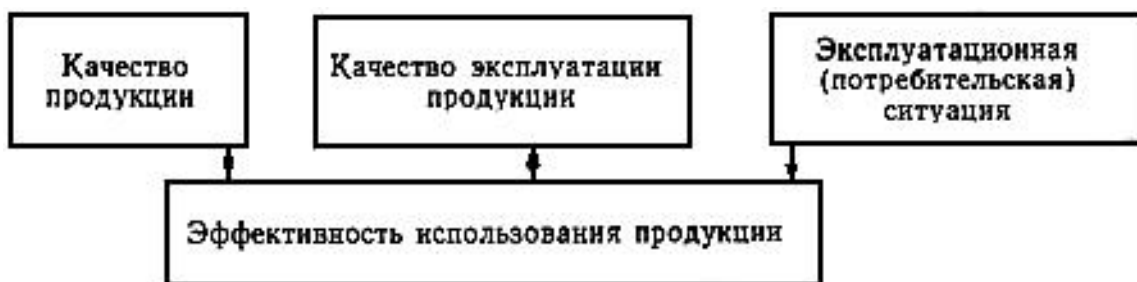 Качество
продукции
Качество эксплуатации
продукции
Эксплуатационная
(потребительская)
ситуация
Эффективность использования продукции